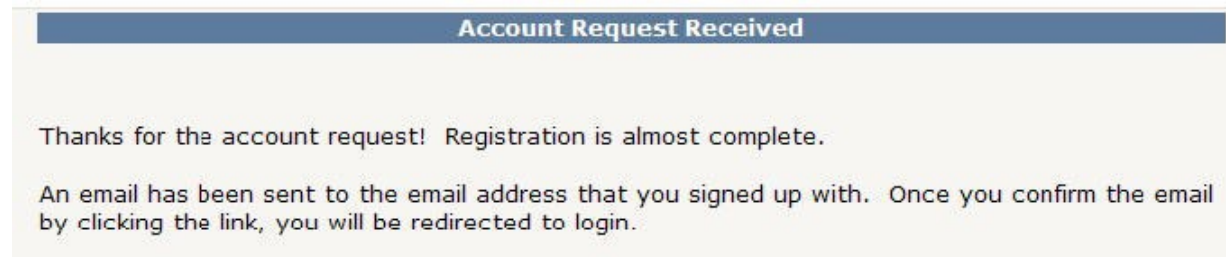 Account Request Received
Thanks for the account request!  Registration is almost complete.
An email has been sent to the email address that you signed up with.  Once you confirm the email
by clicking the link, you will be redirected to login.